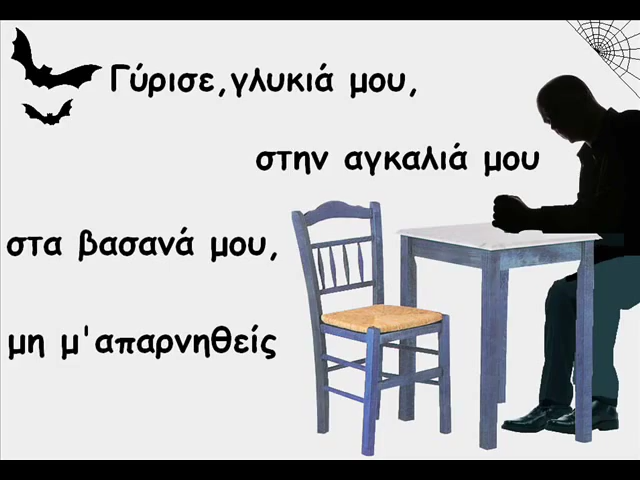 Γύρισε,γλυκιά μου,
στην αγκαλιά μου
στα βασανά μου,
μη μ'απαρνηθείς